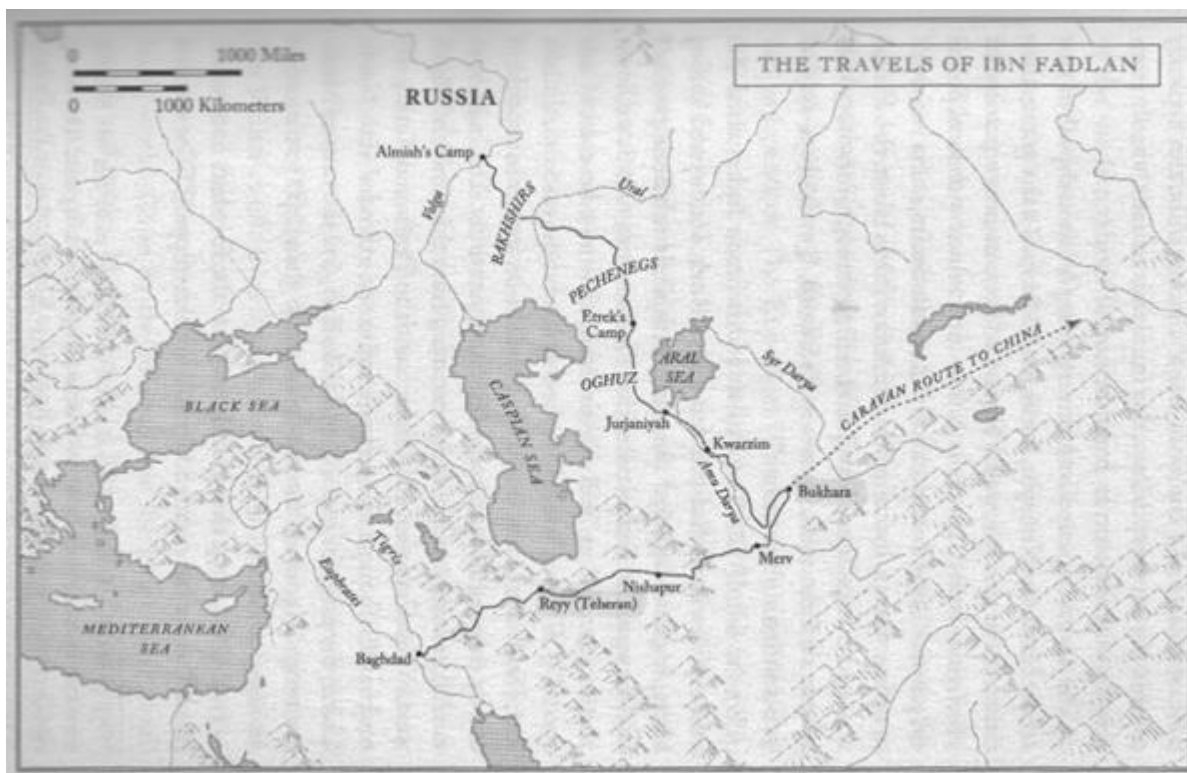 0 1000 Miles
0 1000 Kilometers
THE TRAVELS OF IBN FADLAN
RUSSIA
Almish's Camp
Volga
BAKHSHIRS
Ural
PECHENEGS
Etrek's
Camp
ARAL
SEA
OGHUZ
Syr Darya
CARAVAN ROUTE TO CHINA
BLACK SEA
CASPIAN SEA
Jurjaniyah
Kwarzim
Amu Darya
Bukhara
Merv
Tigris
Euphrates
Nishapur
Reyy (Teheran)
MEDITERRANEAN
SEA
Baghdad